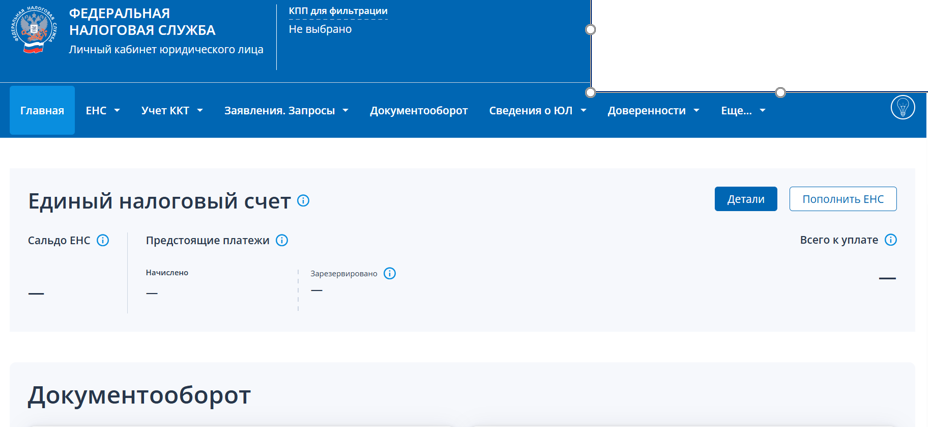 ФЕДЕРАЛЬНАЯ
НАЛОГОВАЯ СЛУЖБА
Личный кабинет юридического лица
КПП для фильтрации
Не выбрано
Главная ЕНС Учет ККТ Заявления. Запросы Документооборот Сведения о ЮЛ Доверенности Еще...
Единый налоговый счет
Детали Пополнить ЕНС
Сальдо ЕНС Предстоящие платежи Всего к уплате
Начислено Зарезервировано
— — — —
Документооборот